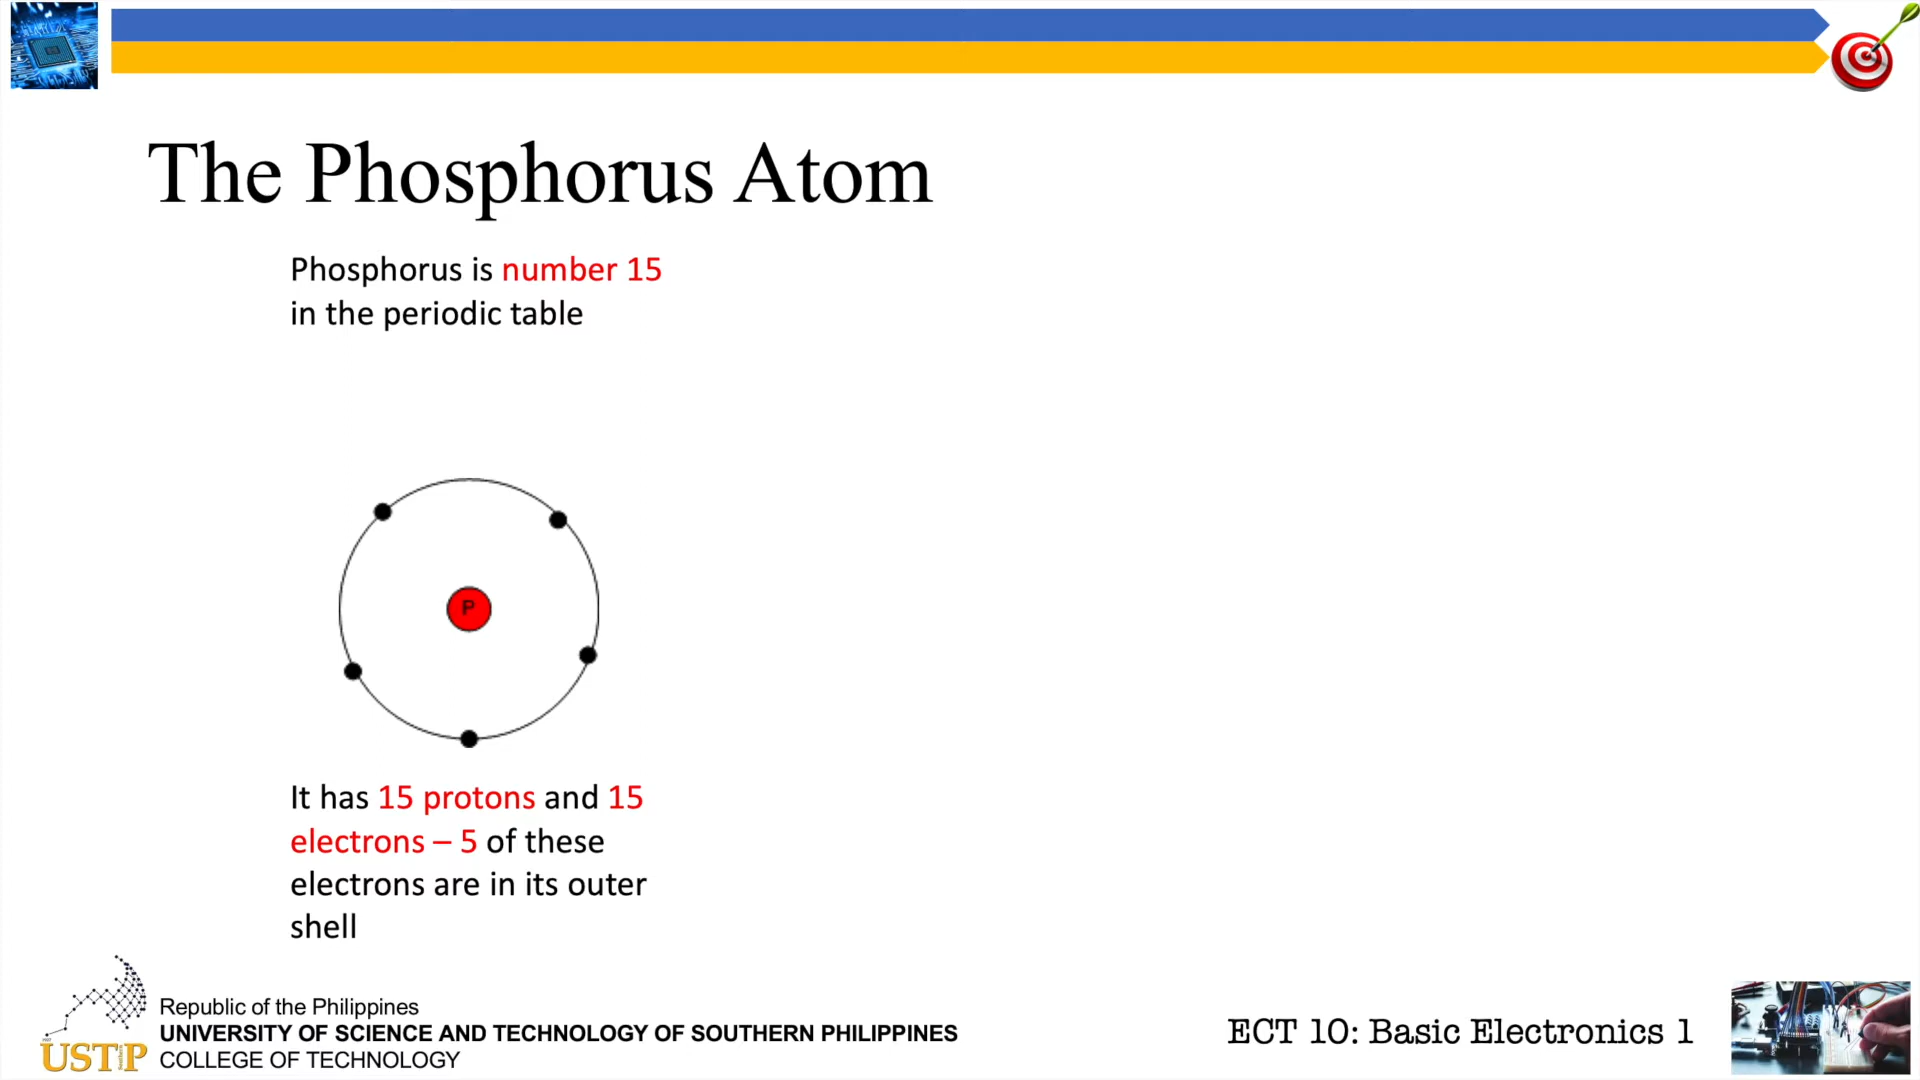 The Phosphorus Atom
Phosphorus is number 15
in the periodic table
P
It has 15 protons and 15
electrons – 5 of these
electrons are in its outer
shell
USTP
Republic of the Philippines
UNIVERSITY OF SCIENCE AND TECHNOLOGY OF SOUTHERN PHILIPPINES
COLLEGE OF TECHNOLOGY
ECT 10: Basic Electronics 1